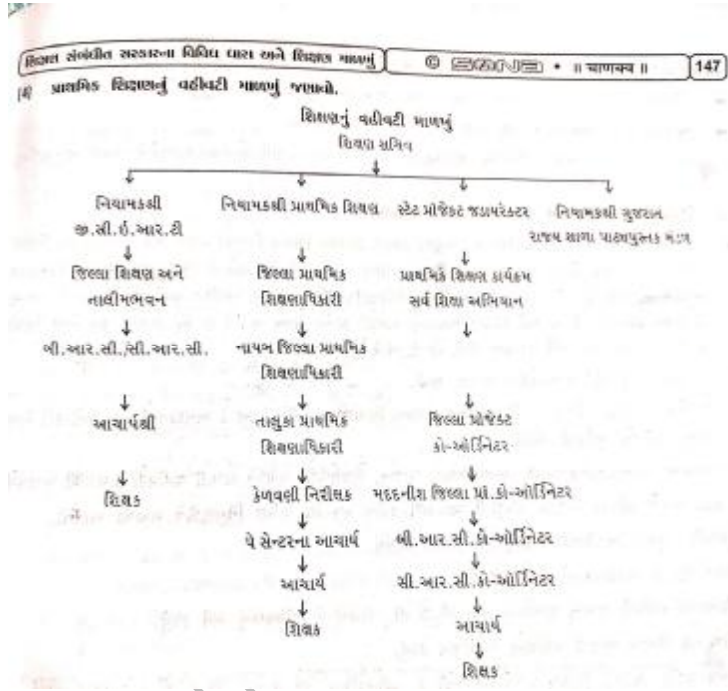 શિક્ષણ સંબંધીત સરકારના વિવિધ ધારા અને શિક્ષણ માળખું
© • ॥ चाणक्य ॥
147
પ્રાથમિક શિક્ષણનું વહીવટી માળખું જણાવો.
શિક્ષણનું વહીવટી માળખું
શિક્ષણ સચિવ
નિયામકશ્રી નિયામકશ્રી પ્રાથમિક શિક્ષણ સ્ટેટ પ્રોજેક્ટ જડાયરેક્ટર નિયામકશ્રી ગુજરાત
જી.સી.ઇ.આર.ટી રાજ્ય શાળા પાઠ્યપુસ્તક મંડળ
જિલ્લા શિક્ષણ અને જિલ્લા પ્રાથમિક પ્રાથમિક શિક્ષણ કાર્યક્રમ
તાલીમભવન શિક્ષણાધિકારી સર્વ શિક્ષા અભિયાન
બી.આર.સી./સી.આર.સી. નાયબ જિલ્લા પ્રાથમિક
શિક્ષણાધિકારી
આચાર્યશ્રી તાલુકા પ્રાથમિક જિલ્લા પ્રોજેક્ટ
શિક્ષણાધિકારી કો-ઓર્ડિનેટર
શિક્ષક કેળવણી નિરીક્ષક મદદનીશ જિલ્લા પ્રો.કો-ઓર્ડિનેટર
પે સેન્ટરના આચાર્ય બી.આર.સી.કો-ઓર્ડિનેટર
આચાર્ય સી.આર.સી.કો-ઓર્ડિનેટર
શિક્ષક આચાર્ય
શિક્ષક